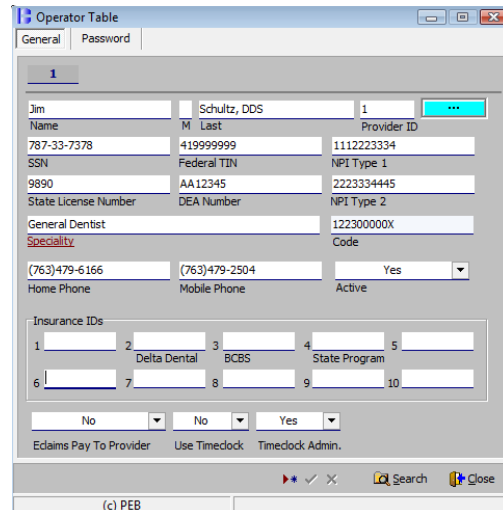 Operator Table
General Password
1
Jim Schultz, DDS 1 ...
Name M Last Provider ID
787-33-7378 419999999 1112223334
SSN Federal TIN NPI Type 1
9890 AA12345 2223334445
State License Number DEA Number NPI Type 2
General Dentist 122300000X
Speciality Code
(763)479-6166 (763)479-2504 Yes
Home Phone Mobile Phone Active
Insurance IDs
1 2 3 4 5
Delta Dental BCBS State Program
6 7 8 9 10
No No Yes
Eclaims Pay To Provider Use Timeclock Timeclock Admin.
Search Close
(c) PEB